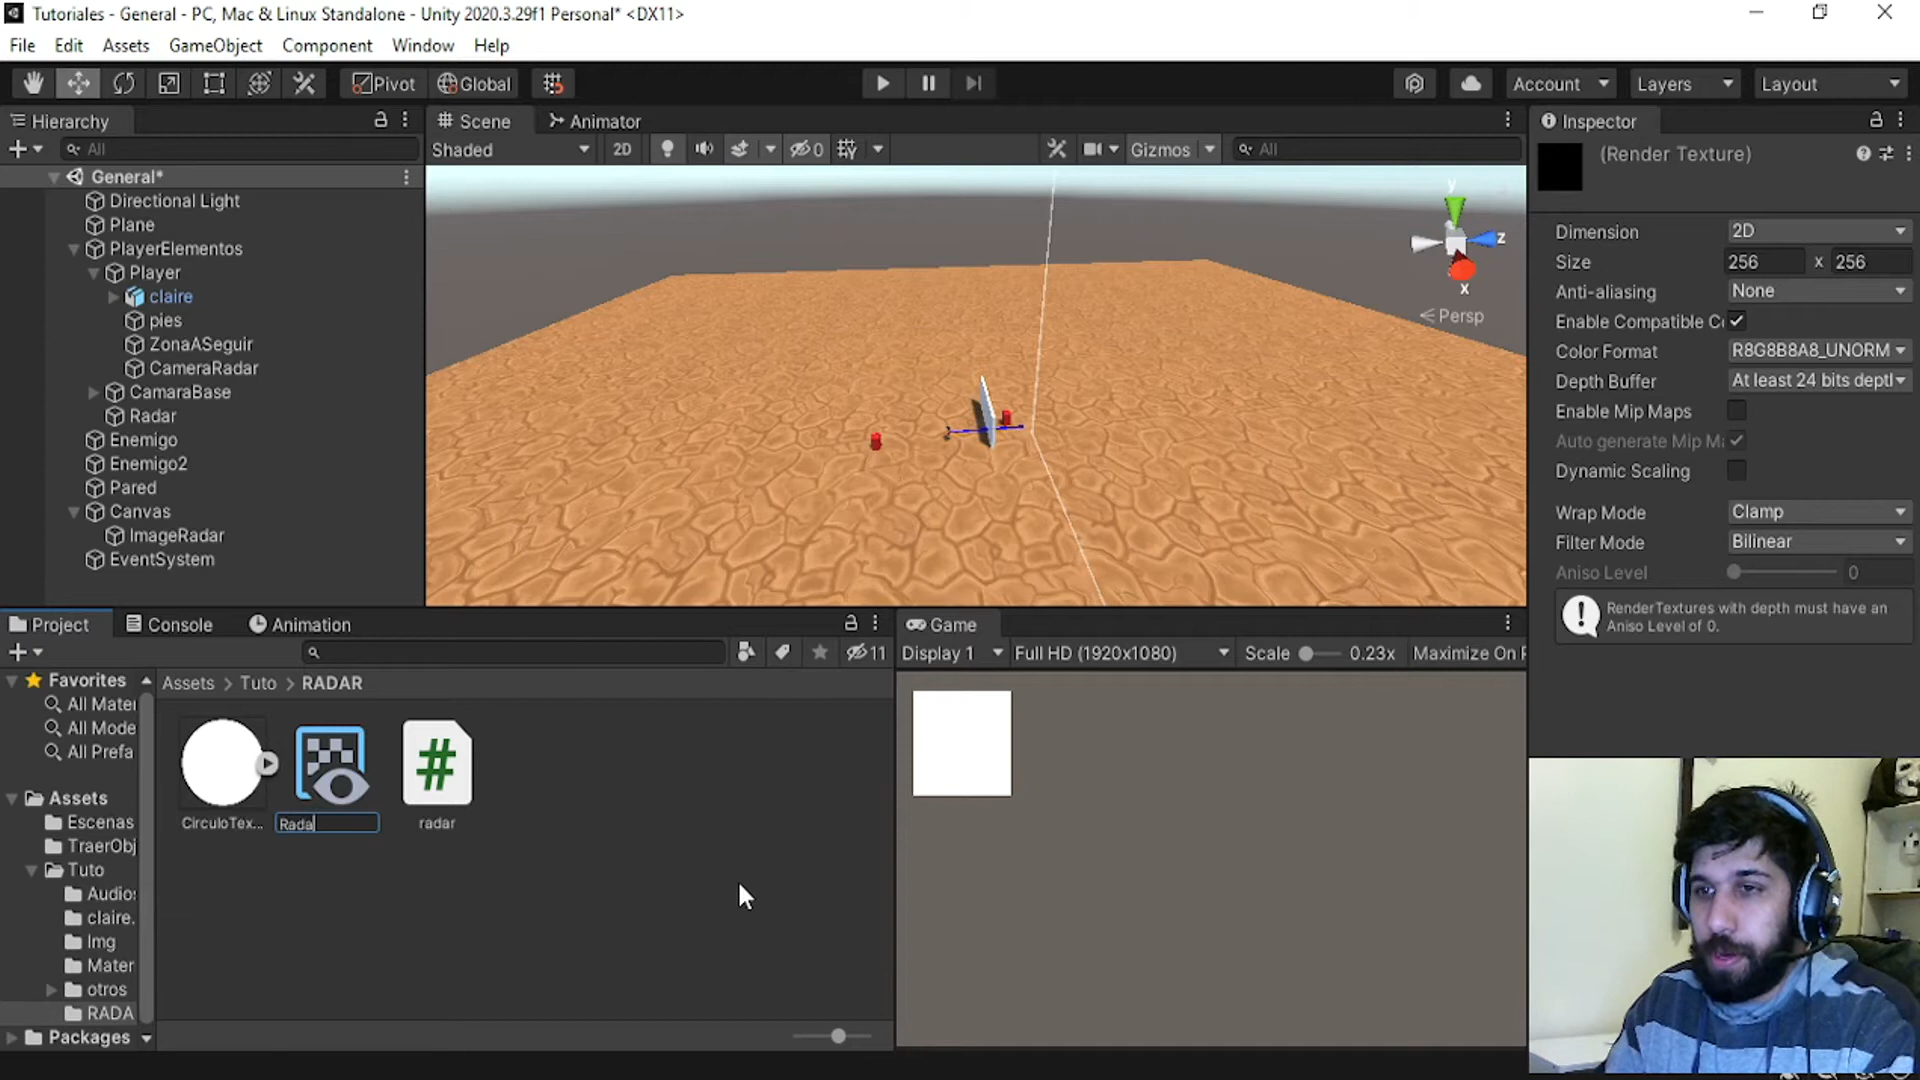 Tutoriales - General - PC, Mac & Linux Standalone - Unity 2020.3.29f1 Personal* <DX11>
File Edit Assets GameObject Component Window Help
Pivot Global Account Layers Layout
Hierarchy
All
General*
Directional Light
Plane
PlayerElementos
Player
claire
pies
ZonaASeguir
CameraRadar
CamaraBase
Radar
Enemigo
Enemigo2
Pared
Canvas
ImageRadar
EventSystem
Scene Animator
Shaded 2D 0 Gizmos All
y
z
x
Persp
Inspector
(Render Texture)
Dimension 2D
Size 256 x 256
Anti-aliasing None
Enable Compatible C
Color Format R8G8B8A8_UNORM
Depth Buffer At least 24 bits deptl
Enable Mip Maps
Auto generate Mip M
Dynamic Scaling
Wrap Mode Clamp
Filter Mode Bilinear
Aniso Level 0
RenderTextures with depth must have an
Aniso Level of 0.
Project Console Animation
11
Favorites
All Mater
All Mode
All Prefa
Assets
Escenas
TraerObj
Tuto
Audio
claire.
Img
Mater
otros
RADA
Packages
Assets > Tuto > RADAR
CirculoTex... Rada radar
#
Game
Display 1 Full HD (1920x1080) Scale 0.23x Maximize On P